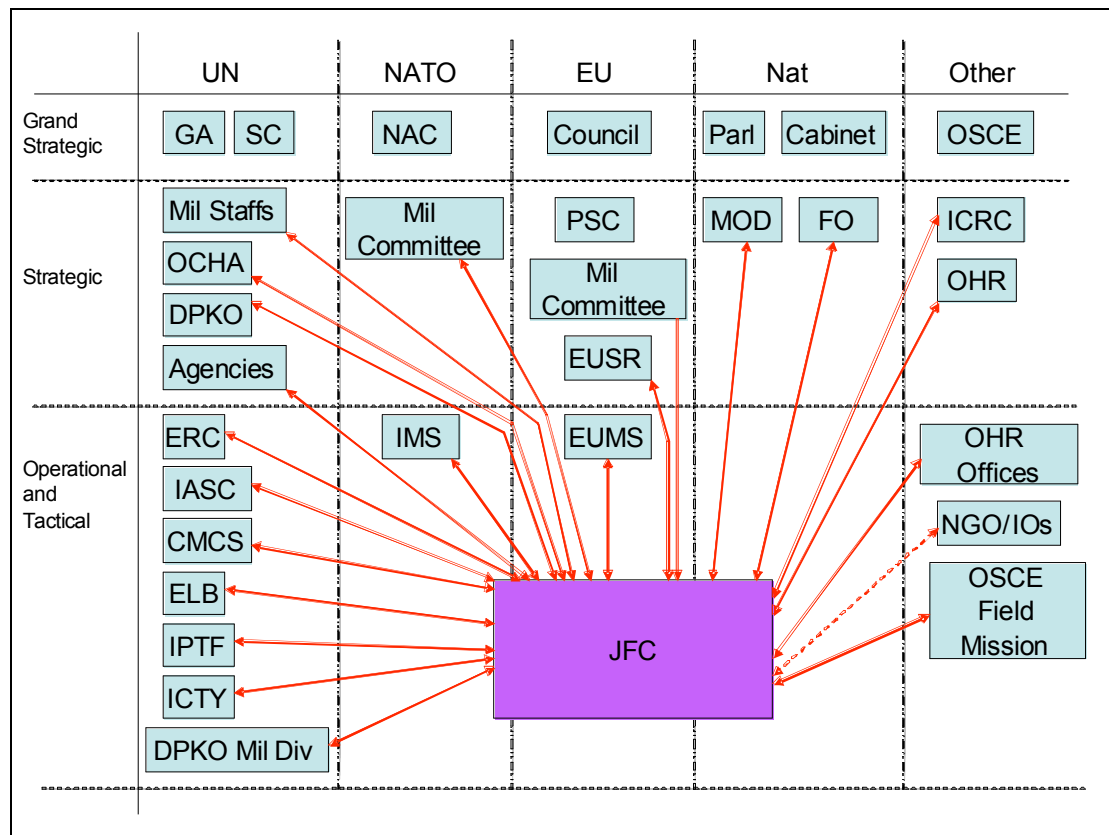 UN NATO EU Nat Other
Grand
Strategic
GA SC NAC Council Parl Cabinet OSCE
Strategic
Mil Staffs
OCHA
DPKO
Agencies
Mil
Committee
PSC
Mil
Committee
EUSR
MOD FO
ICRC
OHR
Operational
and
Tactical
ERC
IASC
CMCS
ELB
IPTF
ICTY
DPKO Mil Div
IMS
EUMS
JFC
OHR
Offices
NGO/IOs
OSCE
Field
Mission